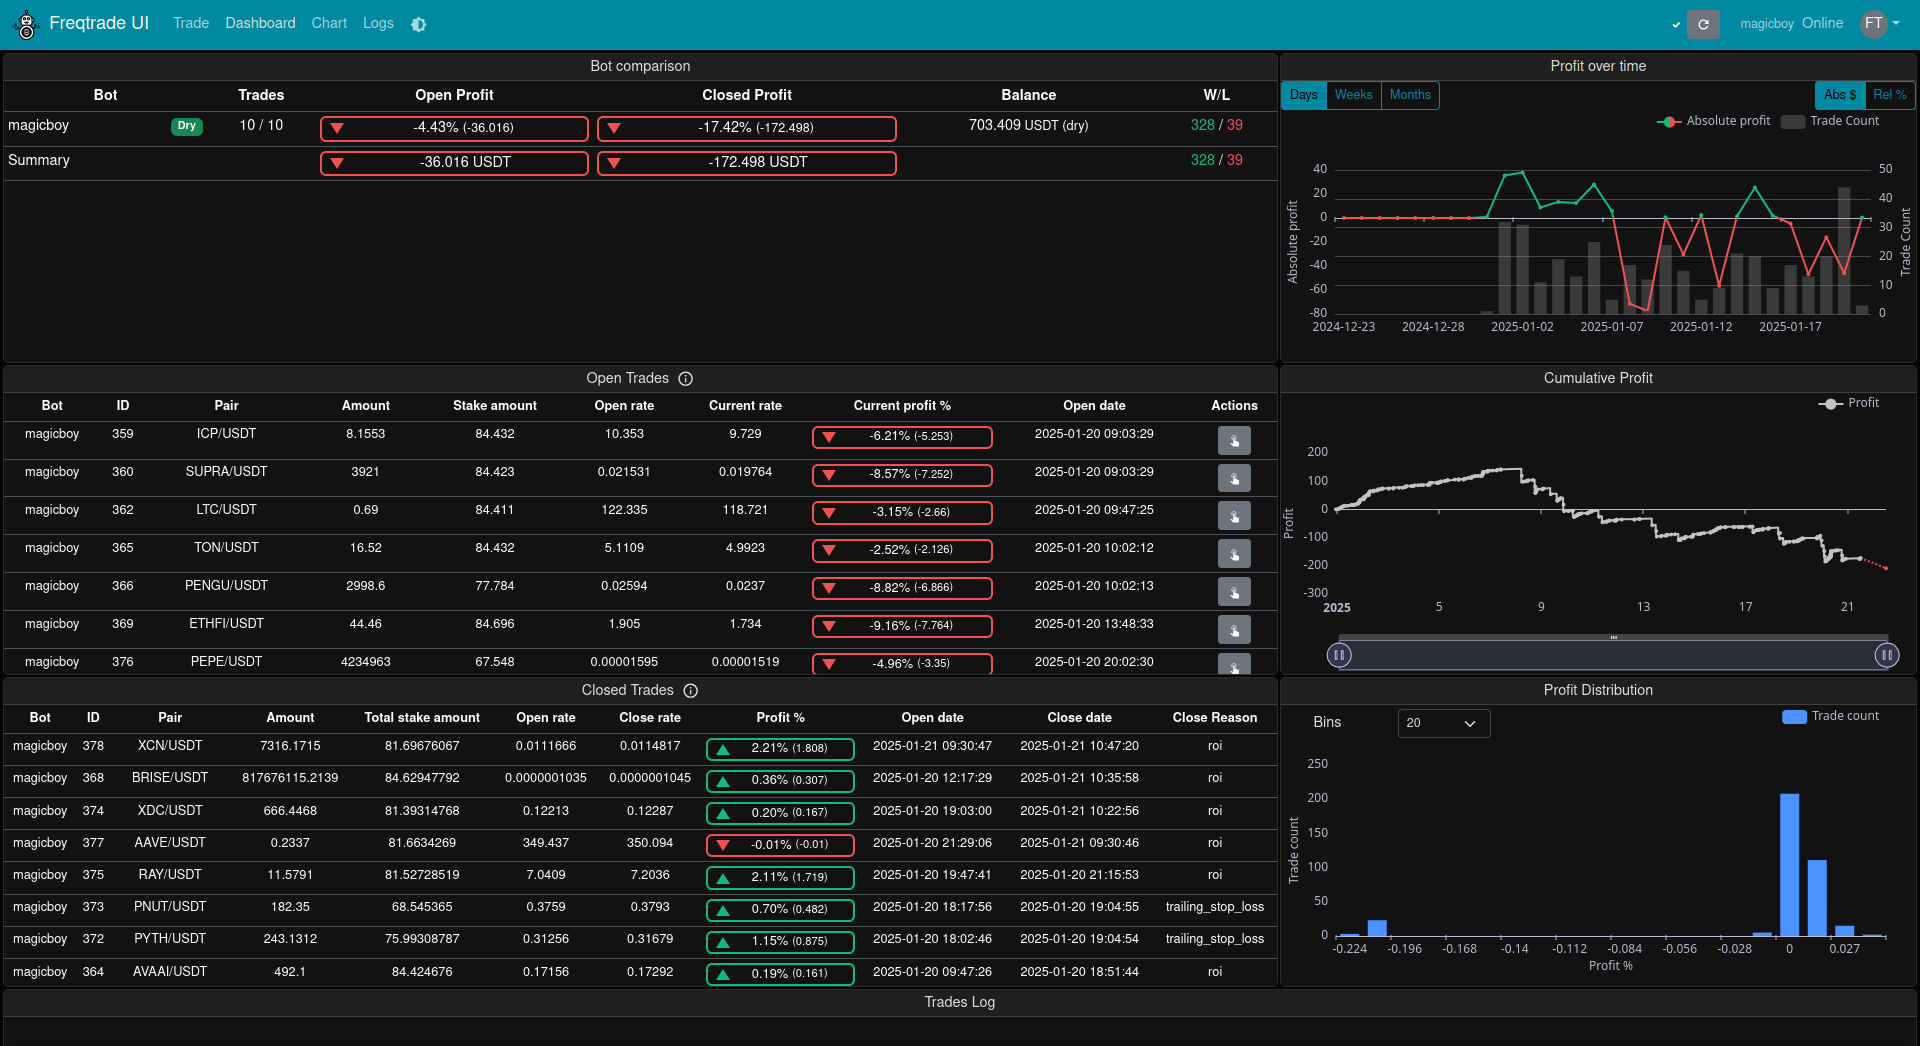 Freqtrade UI Trade Dashboard Chart Logs magicboy Online FT
Bot comparison
Bot Trades Open Profit Closed Profit Balance W/L
magicboy Dry 10 / 10 -4.43% (-36.016) -17.42% (-172.498) 703.409 USDT (dry) 328 / 39
Summary -36.016 USDT -172.498 USDT 328 / 39
Profit over time
Days Weeks Months Abs $ Rel %
Absolute profit Trade Count
40 50
20 40
0 30
-20
-40 20
-60 10
-80 0
Absolute profit
Trade Count
2024-12-23 2024-12-28 2025-01-02 2025-01-07 2025-01-12 2025-01-17
Open Trades
Bot ID Pair Amount Stake amount Open rate Current rate Current profit % Open date Actions
magicboy 359 ICP/USDT 8.1553 84.432 10.353 9.729 -6.21% (-5.253) 2025-01-20 09:03:29
magicboy 360 SUPRA/USDT 3921 84.423 0.021531 0.019764 -8.57% (-7.252) 2025-01-20 09:03:29
magicboy 362 LTC/USDT 0.69 84.411 122.335 118.721 -3.15% (-2.66) 2025-01-20 09:47:25
magicboy 365 TON/USDT 16.52 84.432 5.1109 4.9923 -2.52% (-2.126) 2025-01-20 10:02:12
magicboy 366 PENGU/USDT 2998.6 77.784 0.02594 0.0237 -8.82% (-6.866) 2025-01-20 10:02:13
magicboy 369 ETHFI/USDT 44.46 84.696 1.905 1.734 -9.16% (-7.764) 2025-01-20 13:48:33
magicboy 376 PEPE/USDT 4234963 67.548 0.00001595 0.00001519 -4.96% (-3.35) 2025-01-20 20:02:30
Cumulative Profit
Profit
200
100
0
-100
-200
-300
Profit
2025 5 9 13 17 21
Closed Trades
Bot ID Pair Amount Total stake amount Open rate Close rate Profit % Open date Close date Close Reason
magicboy 378 XCN/USDT 7316.1715 81.69676067 0.0111666 0.0114817 2.21% (1.808) 2025-01-21 09:30:47 2025-01-21 10:47:20 roi
magicboy 368 BRISE/USDT 817676115.2139 84.62947792 0.0000001035 0.0000001045 0.36% (0.307) 2025-01-20 12:17:29 2025-01-21 10:35:58 roi
magicboy 374 XDC/USDT 666.4468 81.39314768 0.12213 0.12287 0.20% (0.167) 2025-01-20 19:03:00 2025-01-21 10:22:56 roi
magicboy 377 AAVE/USDT 0.2337 81.6634269 349.437 350.094 -0.01% (-0.01) 2025-01-20 21:29:06 2025-01-21 09:30:46 roi
magicboy 375 RAY/USDT 11.5791 81.52728519 7.0409 7.2036 2.11% (1.719) 2025-01-20 19:47:41 2025-01-20 21:15:53 roi
magicboy 373 PNUT/USDT 182.35 68.545365 0.3759 0.3793 0.70% (0.482) 2025-01-20 18:17:56 2025-01-20 19:04:55 trailing_stop_loss
magicboy 372 PYTH/USDT 243.1312 75.99308787 0.31256 0.31679 1.15% (0.875) 2025-01-20 18:02:46 2025-01-20 19:04:54 trailing_stop_loss
magicboy 364 AVAAI/USDT 492.1 84.424676 0.17156 0.17292 0.19% (0.161) 2025-01-20 09:47:26 2025-01-20 18:51:44 roi
Profit Distribution
Bins 20 Trade count
250
200
150
100
50
0
Trade count
-0.224 -0.196 -0.168 -0.14 -0.112 -0.084 -0.056 -0.028 0 0.027
Profit %
Trades Log